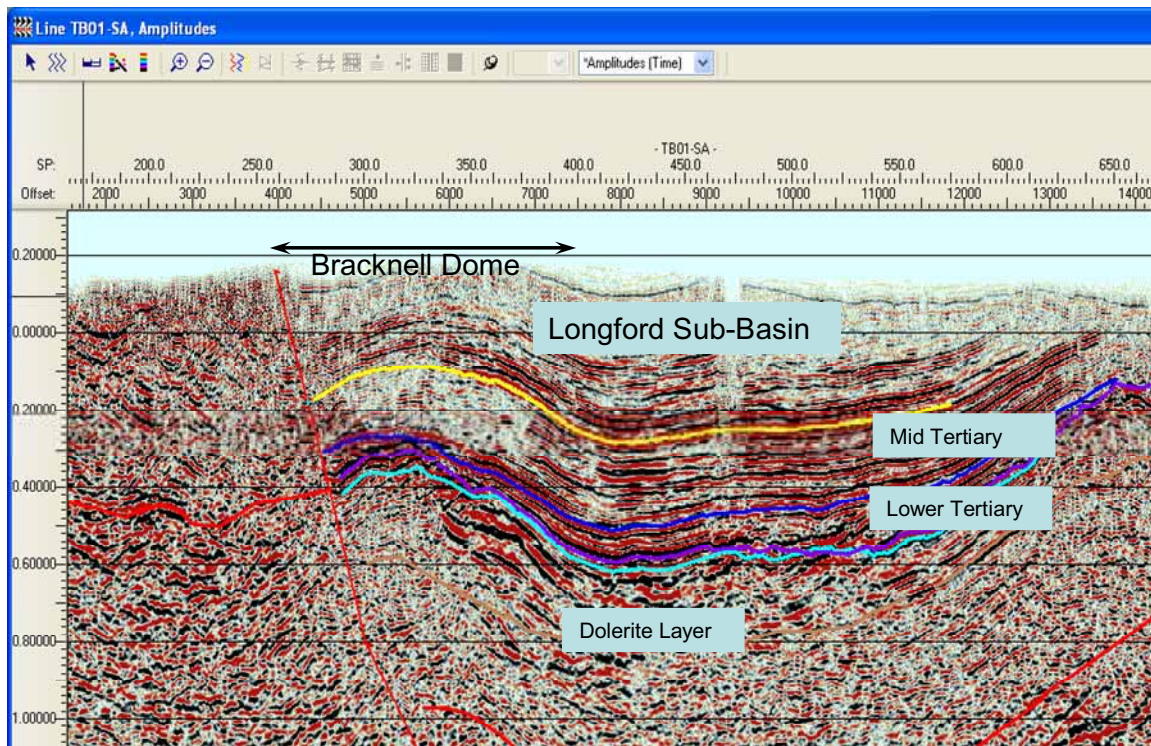 Line TB01-SA, Amplitudes
*Amplitudes (Time)
- TB01-SA -
SP: 200.0 250.0 300.0 350.0 400.0 450.0 500.0 550.0 600.0 650.0
Offset: 2000 3000 4000 5000 6000 7000 8000 9000 10000 11000 12000 13000 14000
0.20000
Bracknell Dome
0.00000
Longford Sub-Basin
0.20000
Mid Tertiary
0.40000
Lower Tertiary
0.60000
Dolerite Layer
0.80000
1.00000